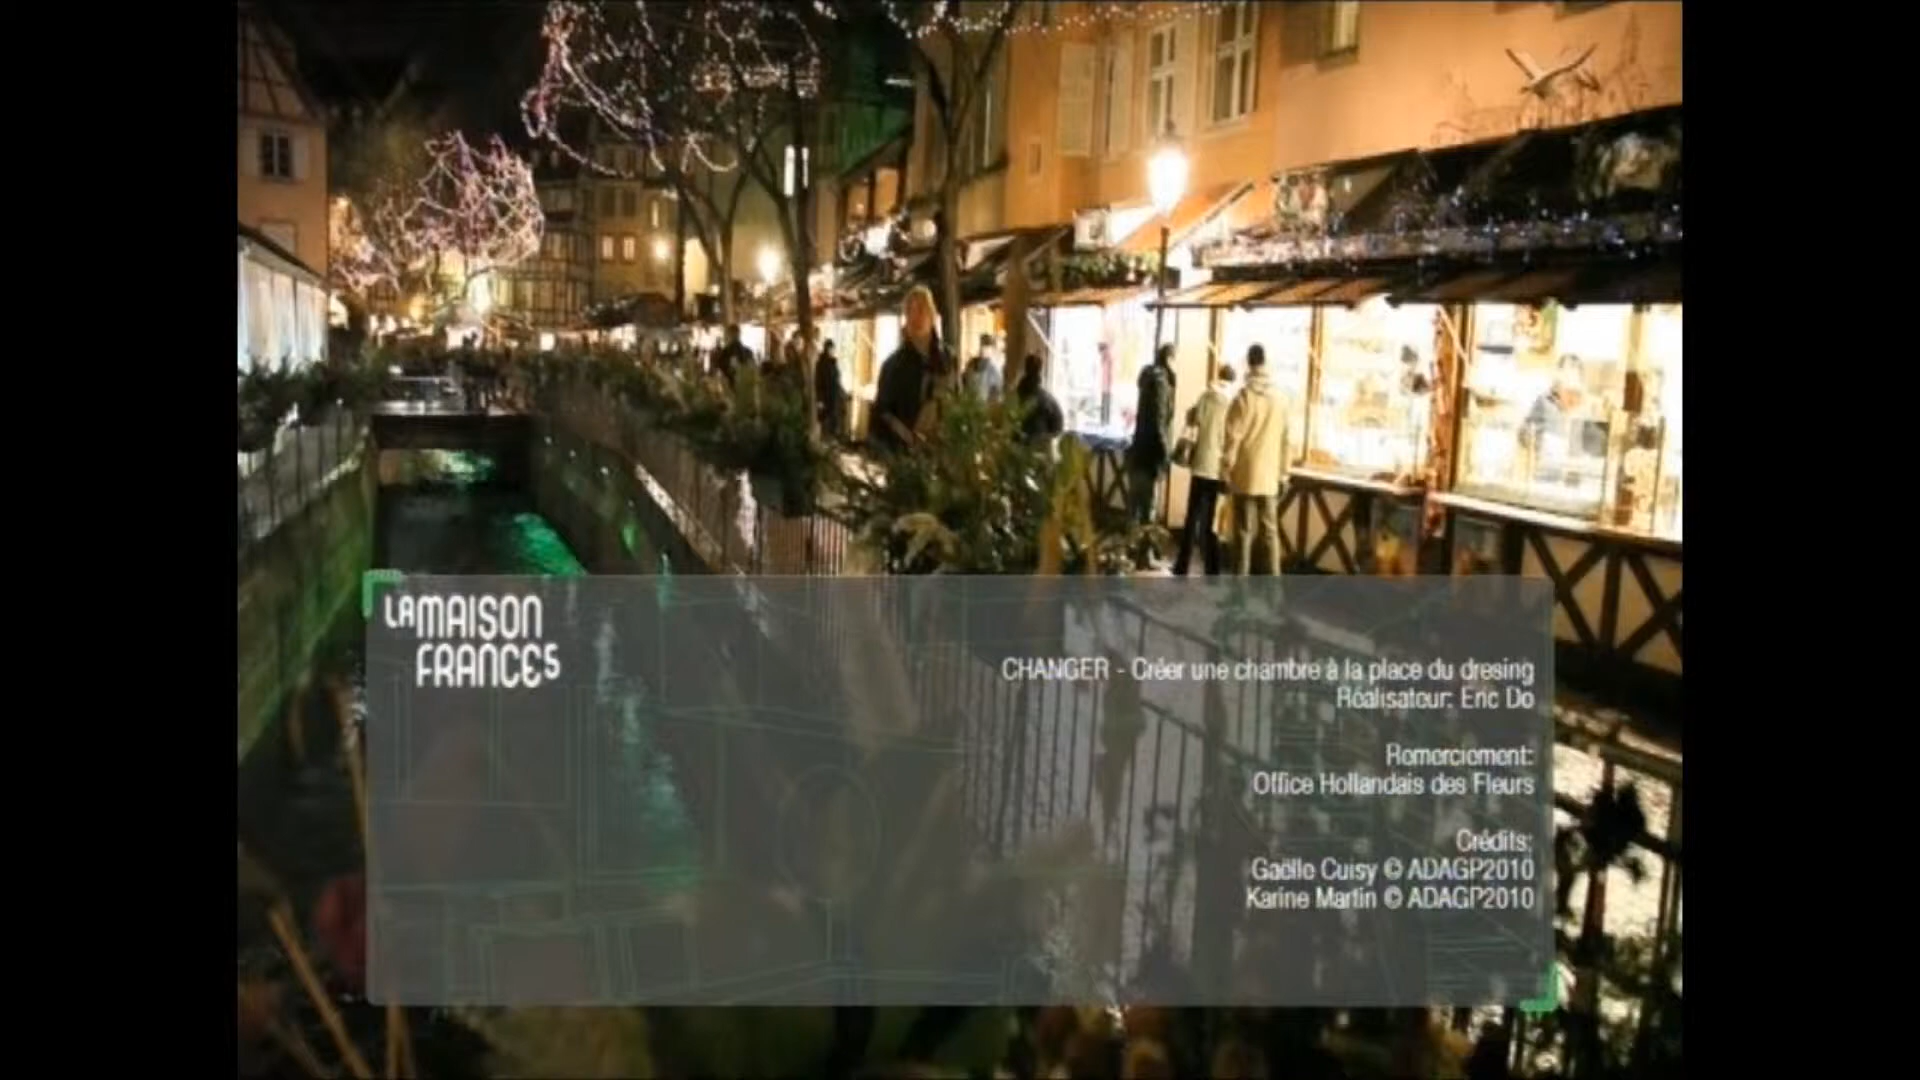 LA MAISON
FRANCE 5
CHANGER - Créer une chambre à la place du dresing
Réalisateur: Eric Do
Remerciement:
Office Hollandais des Fleurs
Crédits:
Gaëlle Cuisy © ADAGP2010
Karine Martin © ADAGP2010